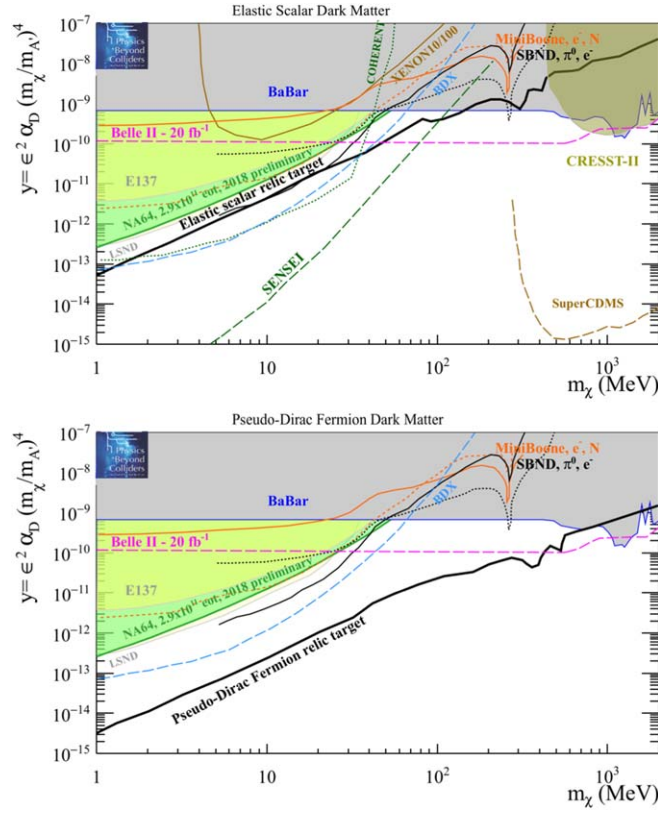 Elastic Scalar Dark Matter
Physics
Beyond
Colliders
COHERENT
XENON10/100
MiniBoone, e⁻, N
SBND, π⁰, e⁻
BDX
BaBar
Belle II - 20 fb⁻¹
CRESST-II
E137
NA64, 2.9x10¹¹ eot, 2018 preliminary
Elastic scalar relic target
LSND
SENSEI
SuperCDMS
y= ϵ² α_D (m_χ/m_A')⁴
10⁻⁷
10⁻⁸
10⁻⁹
10⁻¹⁰
10⁻¹¹
10⁻¹²
10⁻¹³
10⁻¹⁴
10⁻¹⁵
1 10 10² 10³
m_χ (MeV)
Pseudo-Dirac Fermion Dark Matter
Physics
Beyond
Colliders
MiniBoone, e⁻, N
SBND, π⁰, e⁻
BDX
BaBar
Belle II - 20 fb⁻¹
E137
NA64, 2.9x10¹¹ eot, 2018 preliminary
LSND
Pseudo-Dirac Fermion relic target
y= ϵ² α_D (m_χ/m_A')⁴
10⁻⁷
10⁻⁸
10⁻⁹
10⁻¹⁰
10⁻¹¹
10⁻¹²
10⁻¹³
10⁻¹⁴
10⁻¹⁵
1 10 10² 10³
m_χ (MeV)